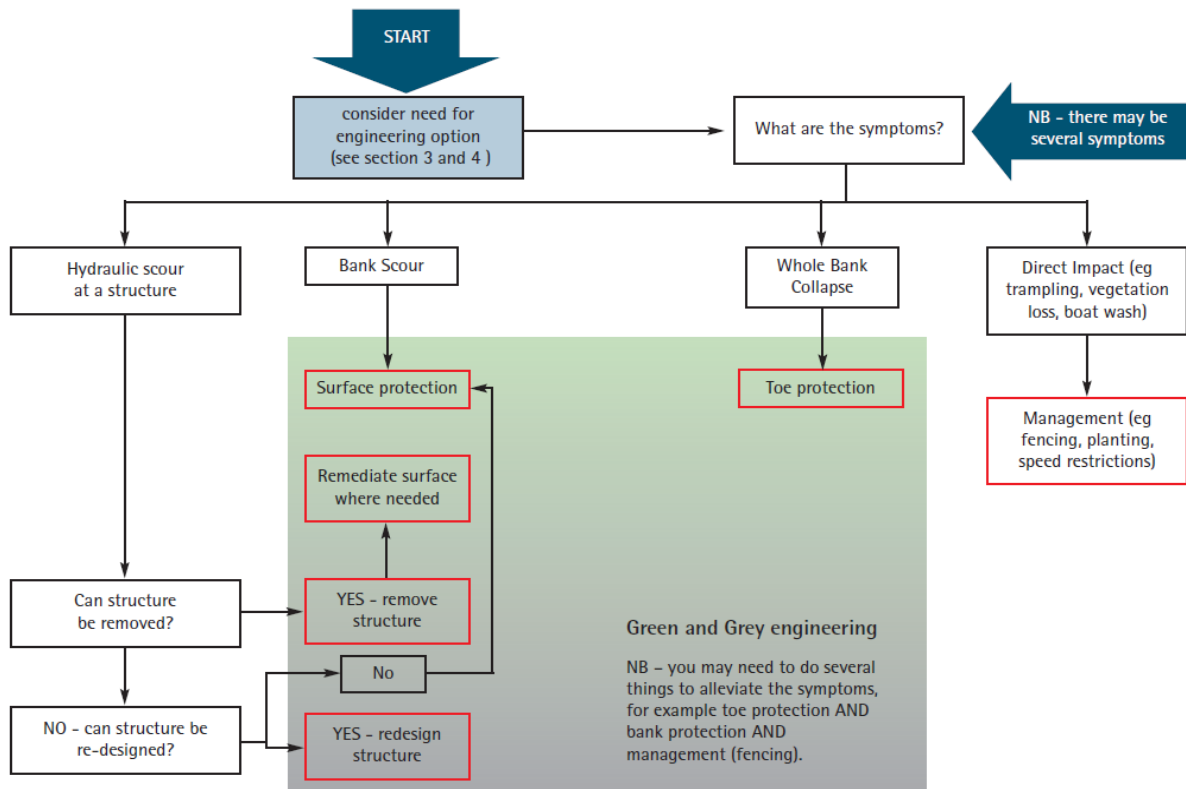 START
consider need for
engineering option
(see section 3 and 4 )
What are the symptoms?
NB - there may be
several symptoms
Hydraulic scour
at a structure
Bank Scour
Whole Bank
Collapse
Direct Impact (eg
trampling, vegetation
loss, boat wash)
Surface protection
Toe protection
Management (eg
fencing, planting,
speed restrictions)
Remediate surface
where needed
Can structure
be removed?
YES - remove
structure
No
NO - can structure be
re-designed?
YES - redesign
structure
Green and Grey engineering
NB – you may need to do several
things to alleviate the symptoms,
for example toe protection AND
bank protection AND
management (fencing).